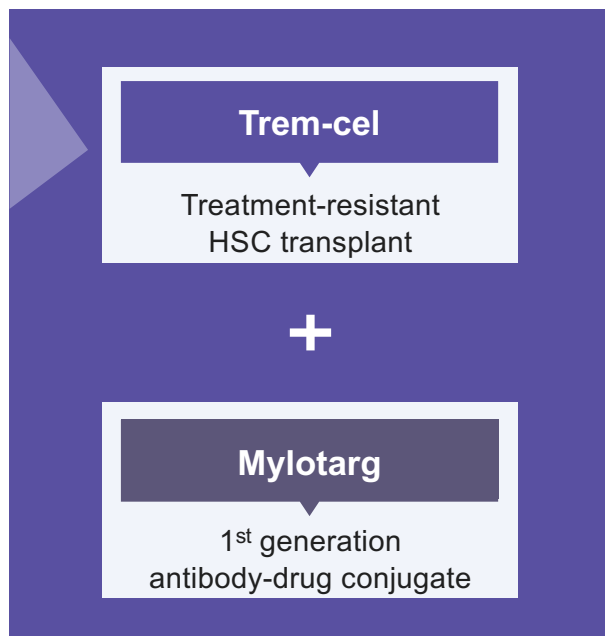 Trem-cel
Treatment-resistant
HSC transplant
+
Mylotarg
1st generation
antibody-drug conjugate